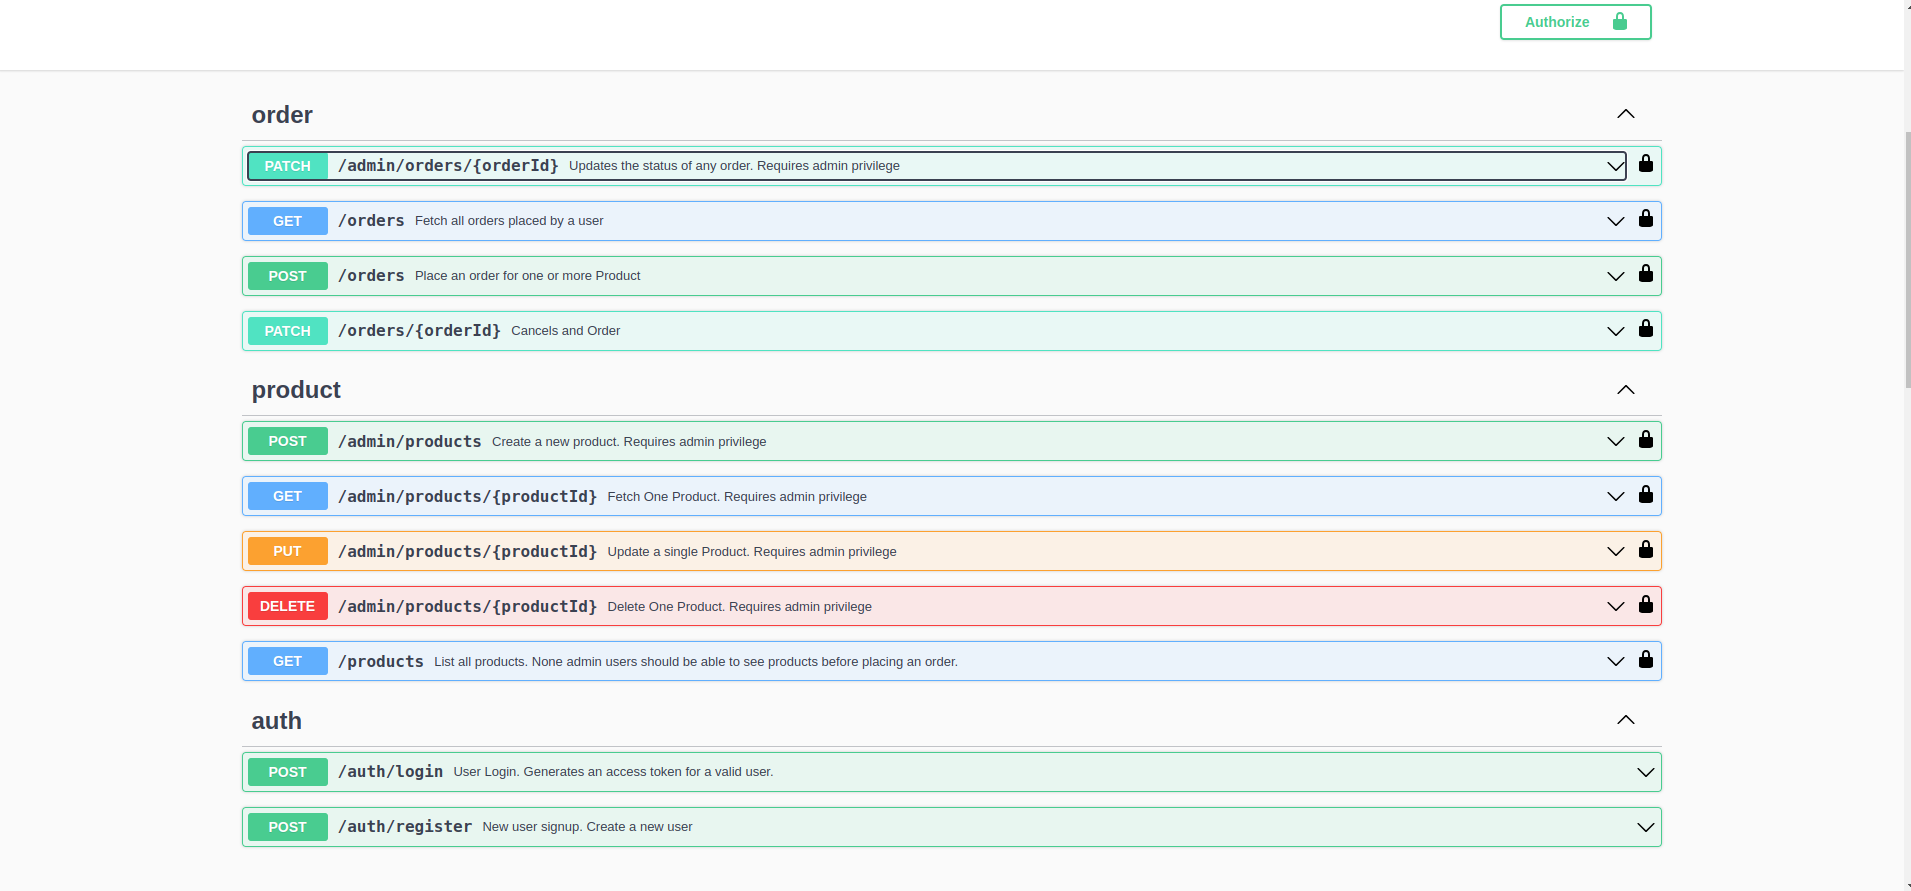 Authorize
order
PATCH /admin/orders/{orderId} Updates the status of any order. Requires admin privilege
GET /orders Fetch all orders placed by a user
POST /orders Place an order for one or more Product
PATCH /orders/{orderId} Cancels and Order
product
POST /admin/products Create a new product. Requires admin privilege
GET /admin/products/{productId} Fetch One Product. Requires admin privilege
PUT /admin/products/{productId} Update a single Product. Requires admin privilege
DELETE /admin/products/{productId} Delete One Product. Requires admin privilege
GET /products List all products. None admin users should be able to see products before placing an order.
auth
POST /auth/login User Login. Generates an access token for a valid user.
POST /auth/register New user signup. Create a new user